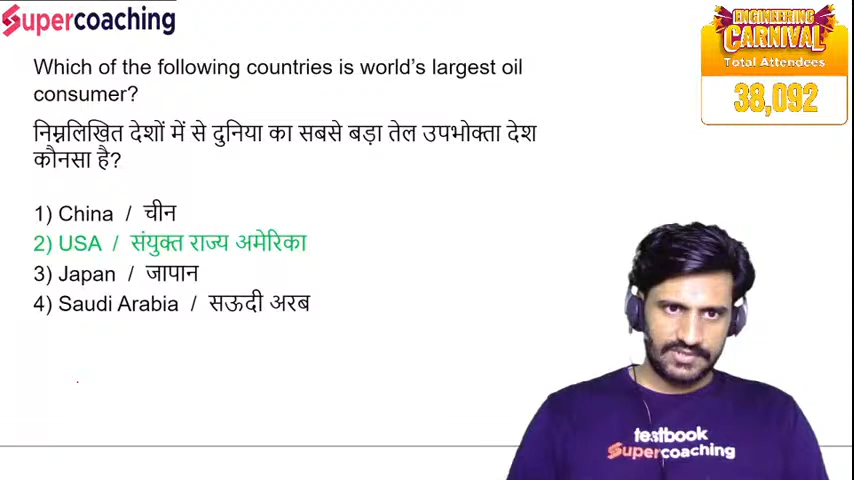 Supercoaching
ENGINEERING
CARNIVAL
Total Attendees
38,092
Which of the following countries is world's largest oil
consumer?
निम्नलिखित देशों में से दुनिया का सबसे बड़ा तेल उपभोक्ता देश
कौनसा है?
1) China / चीन
2) USA / संयुक्त राज्य अमेरिका
3) Japan / जापान
4) Saudi Arabia / सऊदी अरब
testbook
Supercoaching